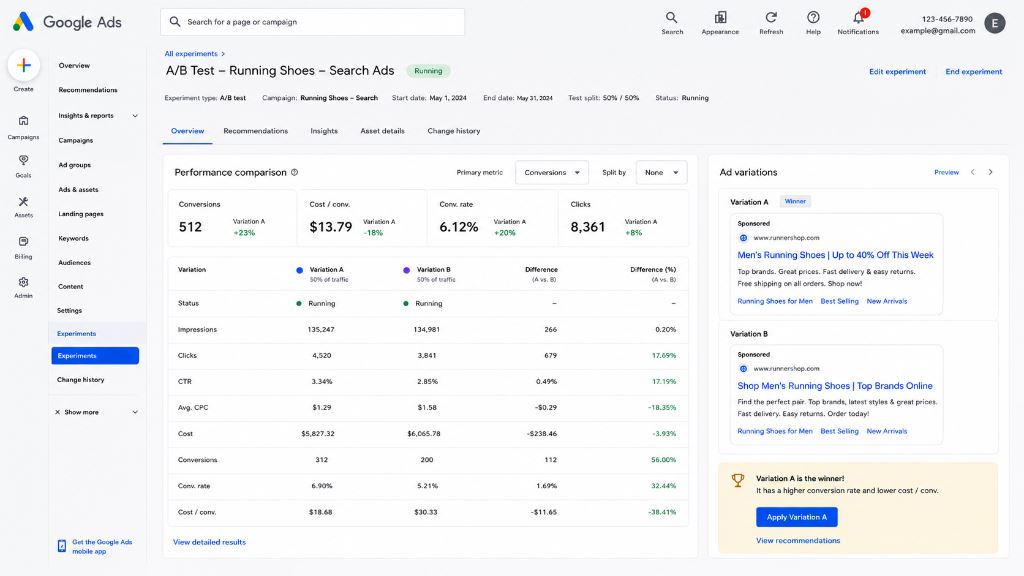 Google Ads
Search for a page or campaign
Search
Appearance
Refresh
Help
1
Notifications
123-456-7890
example@gmail.com
E
Create
Campaigns
Goals
Assets
Billing
Admin
Overview
Recommendations
Insights & reports
Campaigns
Ad groups
Ads & assets
Landing pages
Keywords
Audiences
Content
Settings
Experiments
Experiments
Change history
Show more
Get the Google Ads
mobile app
All experiments >
A/B Test – Running Shoes – Search Ads Running
Edit experiment End experiment
Experiment type: A/B test Campaign: Running Shoes – Search Start date: May 1, 2024 End date: May 31, 2024 Test split: 50% / 50% Status: Running
Overview Recommendations Insights Asset details Change history
Performance comparison Primary metric Conversions Split by None
Conversions
512 Variation A
+23%
Cost / conv.
$13.79 Variation A
-18%
Conv. rate
6.12% Variation A
+20%
Clicks
8,361 Variation A
+8%
Variation Variation A Variation B Difference Difference (%)
50% of traffic 50% of traffic (A vs. B) (A vs. B)
Status Running Running – –
Impressions 135,247 134,981 266 0.20%
Clicks 4,520 3,841 679 17.69%
CTR 3.34% 2.85% 0.49% 17.19%
Avg. CPC $1.29 $1.58 –$0.29 –18.35%
Cost $5,827.32 $6,065.78 –$238.46 –3.93%
Conversions 312 200 112 56.00%
Conv. rate 6.90% 5.21% 1.69% 32.44%
Cost / conv. $18.68 $30.33 –$11.65 –38.41%
View detailed results
Ad variations Preview
Variation A Winner
Sponsored
www.runnershop.com
Men's Running Shoes | Up to 40% Off This Week
Top brands. Great prices. Fast delivery & easy returns.
Free shipping on all orders. Shop now!
Running Shoes for Men Best Selling New Arrivals
Variation B
Sponsored
www.runnershop.com
Shop Men's Running Shoes | Top Brands Online
Find the perfect pair. Top brands, latest styles & great prices.
Fast delivery. Easy returns. Order today!
Running Shoes for Men Best Selling New Arrivals
Variation A is the winner!
It has a higher conversion rate and lower cost / conv.
Apply Variation A
View recommendations